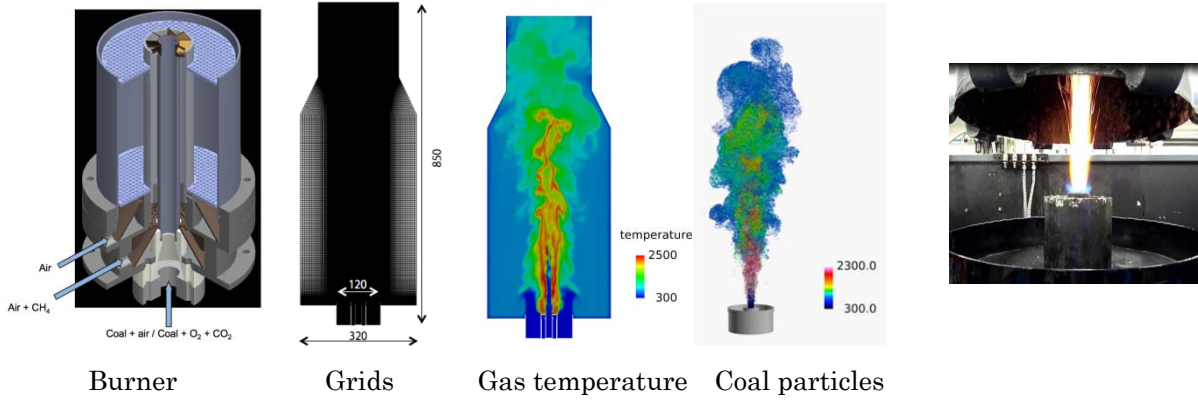 Air
Air + CH₄
Coal + air / Coal + O₂ + CO₂
850
120
320
temperature
2500
300
2300.0
300.0
Burner Grids Gas temperature Coal particles